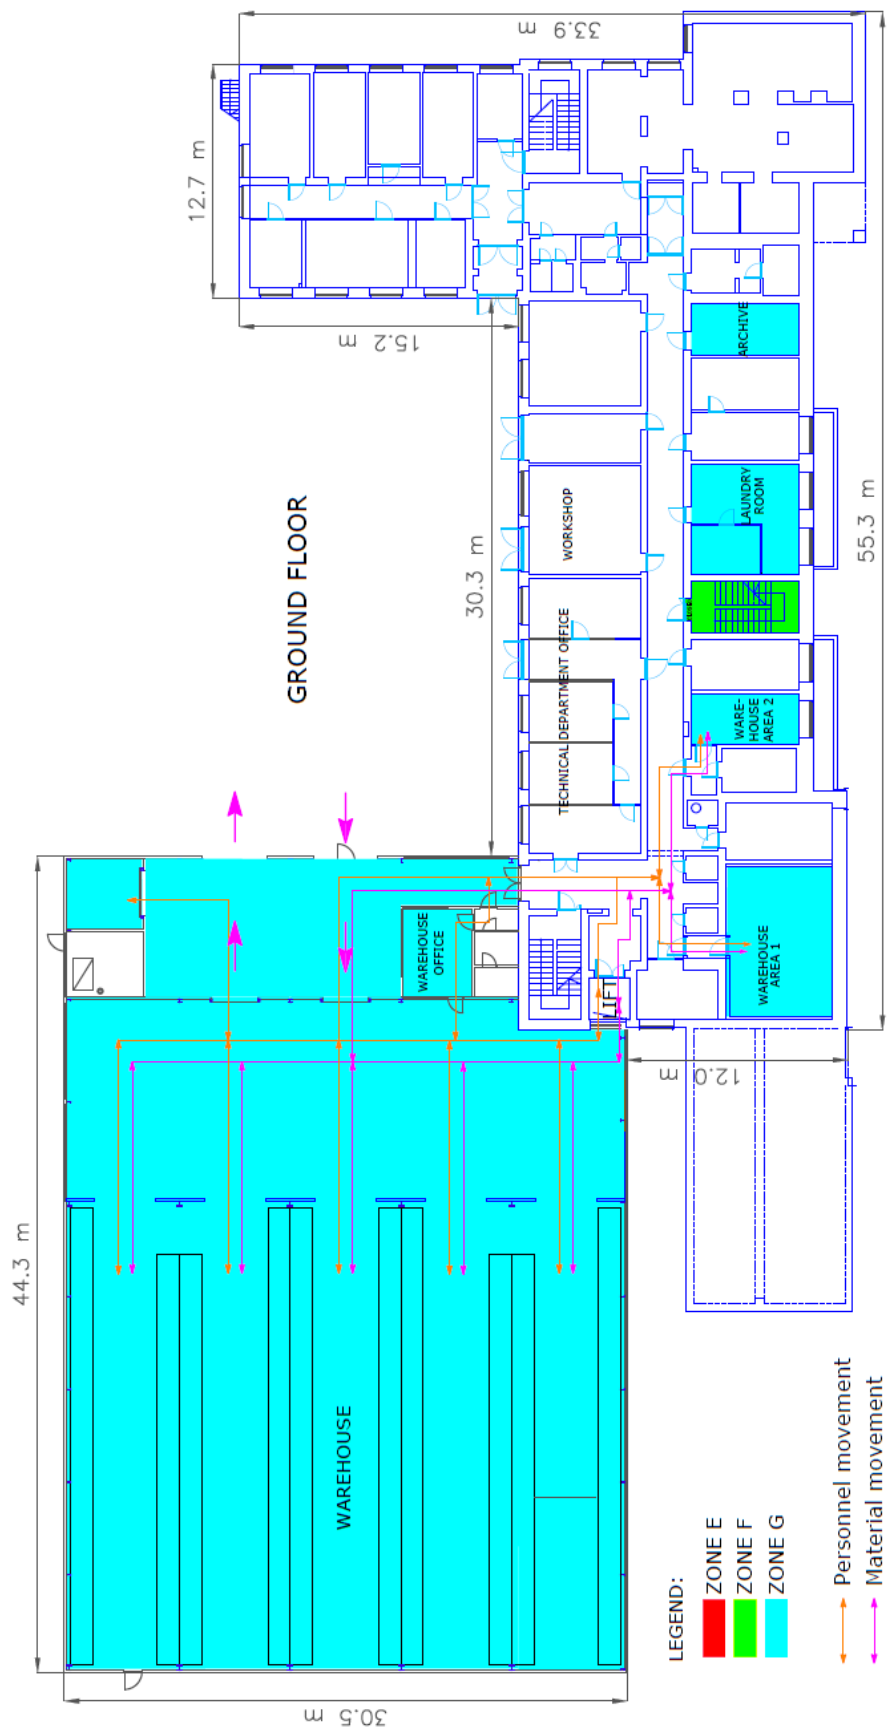 GROUND FLOOR
33.9 m
12.7 m
15.2 m
30.3 m
55.3 m
12.0 m
44.3 m
30.5 m
ARCHIVE
LAUNDRY
ROOM
WORKSHOP
TECHNICAL DEPARTMENT OFFICE
WARE-
HOUSE
AREA 2
WAREHOUSE
AREA 1
WAREHOUSE
OFFICE
LIFT
WAREHOUSE
LEGEND:
ZONE E
ZONE F
ZONE G
Personnel movement
Material movement